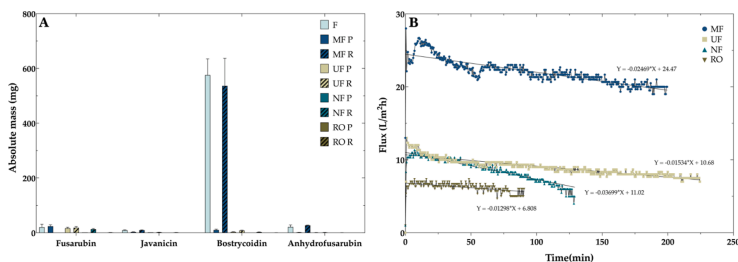 A
Absolute mass (mg)
800
600
400
200
0
F
MF P
MF R
UF P
UF R
NF P
NF R
RO P
RO R
Fusarubin Javanicin Bostrycoidin Anhydrofusarubin
B
Flux (L/m²h)
30
20
10
0
MF
UF
NF
RO
Y = -0.02469*X + 24.47
Y = -0.01534*X + 10.68
Y = -0.03699*X + 11.02
Y = -0.01298*X + 6.808
0 50 100 150 200 250
Time(min)